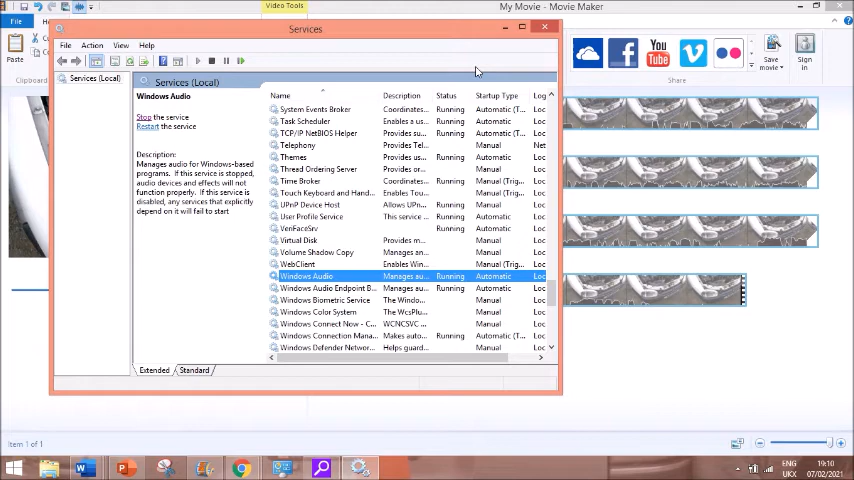 Video Tools
My Movie - Movie Maker
File
Paste
Clipboard
Save movie
Sign in
Share
Services
File Action View Help
Services (Local)
Services (Local)
Windows Audio
Stop the service
Restart the service
Description:
Manages audio for Windows-based programs. If this service is stopped, audio devices and effects will not function properly. If this service is disabled, any services that explicitly depend on it will fail to start
Name Description Status Startup Type Log
System Events Broker Coordinates... Running Automatic (T... Loc
Task Scheduler Enables a us... Running Automatic Loc
TCP/IP NetBIOS Helper Provides su... Running Automatic (T... Loc
Telephony Provides Tel... Manual Net
Themes Provides us... Running Automatic Loc
Thread Ordering Server Provides or... Manual Loc
Time Broker Coordinates... Running Manual (Trig... Loc
Touch Keyboard and Hand... Enables Tou... Running Manual (Trig... Loc
UPnP Device Host Allows UPn... Running Manual Loc
User Profile Service This service ... Running Automatic Loc
VeriFaceSrv Running Automatic Loc
Virtual Disk Provides m... Manual Loc
Volume Shadow Copy Manages an... Manual Loc
WebClient Enables Win... Manual (Trig... Loc
Windows Audio Manages au... Running Automatic Loc
Windows Audio Endpoint B... Manages au... Running Automatic Loc
Windows Biometric Service The Windo... Manual Loc
Windows Color System The WcsPlu... Manual Loc
Windows Connect Now - C... WCNCSVC ... Manual Loc
Windows Connection Mana... Makes auto... Running Automatic (T... Loc
Windows Defender Network... Helps guard... Manual Loc
Extended Standard
Item 1 of 1
ENG 19:10
UKX 07/02/2021